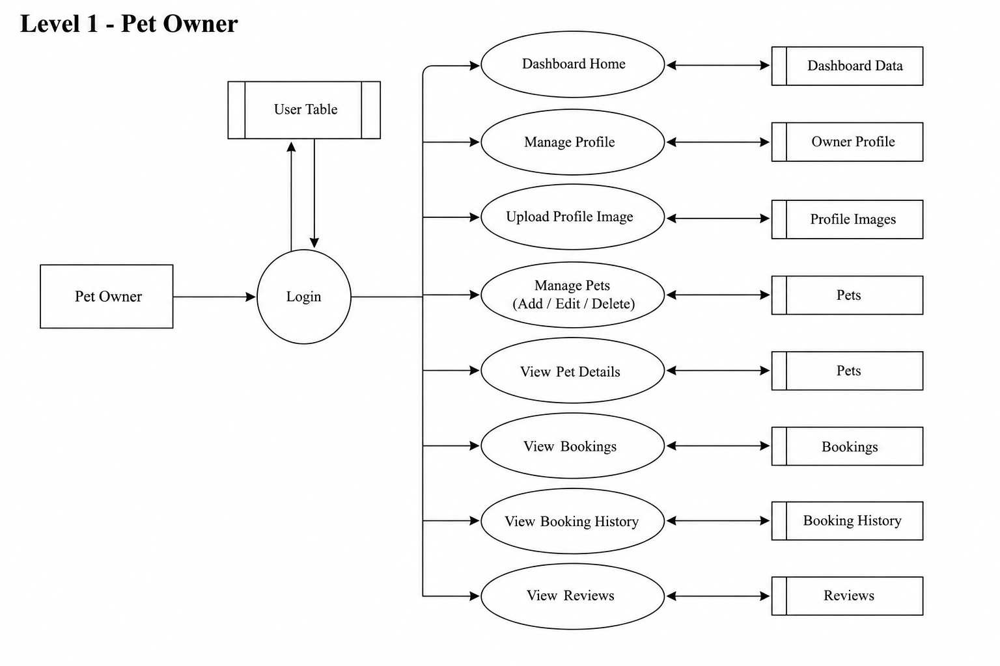 Level 1 - Pet Owner
User Table
Pet Owner
Login
Dashboard Home
Dashboard Data
Manage Profile
Owner Profile
Upload Profile Image
Profile Images
Manage Pets
(Add / Edit / Delete)
Pets
View Pet Details
Pets
View Bookings
Bookings
View Booking History
Booking History
View Reviews
Reviews